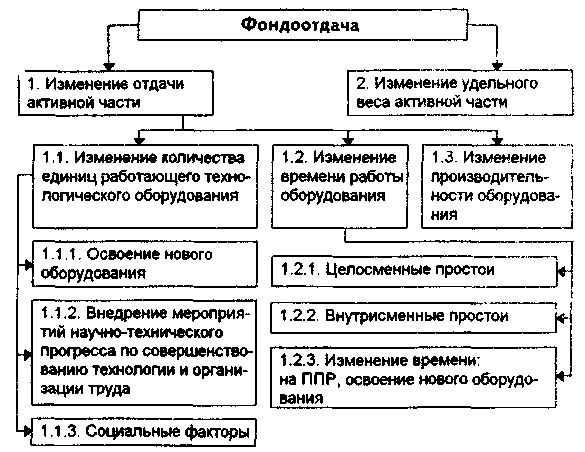 Фондоотдача
1. Изменение отдачи
активной части
2. Изменение удельного
веса активной части
1.1. Изменение количества
единиц работающего техно-
логического оборудования
1.2. Изменение
времени работы
оборудования
1.3. Изменение
производитель-
ности оборудова-
ния
1.1.1. Освоение нового
оборудования
1.1.2. Внедрение мероприя-
тий научно-технического
прогресса по совершенство-
ванию технологии и органи-
зации труда
1.1.3. Социальные факторы
1.2.1. Целосменные простои
1.2.2. Внутрисменные простои
1.2.3. Изменение времени:
на ППР, освоение нового оборудо-
вания